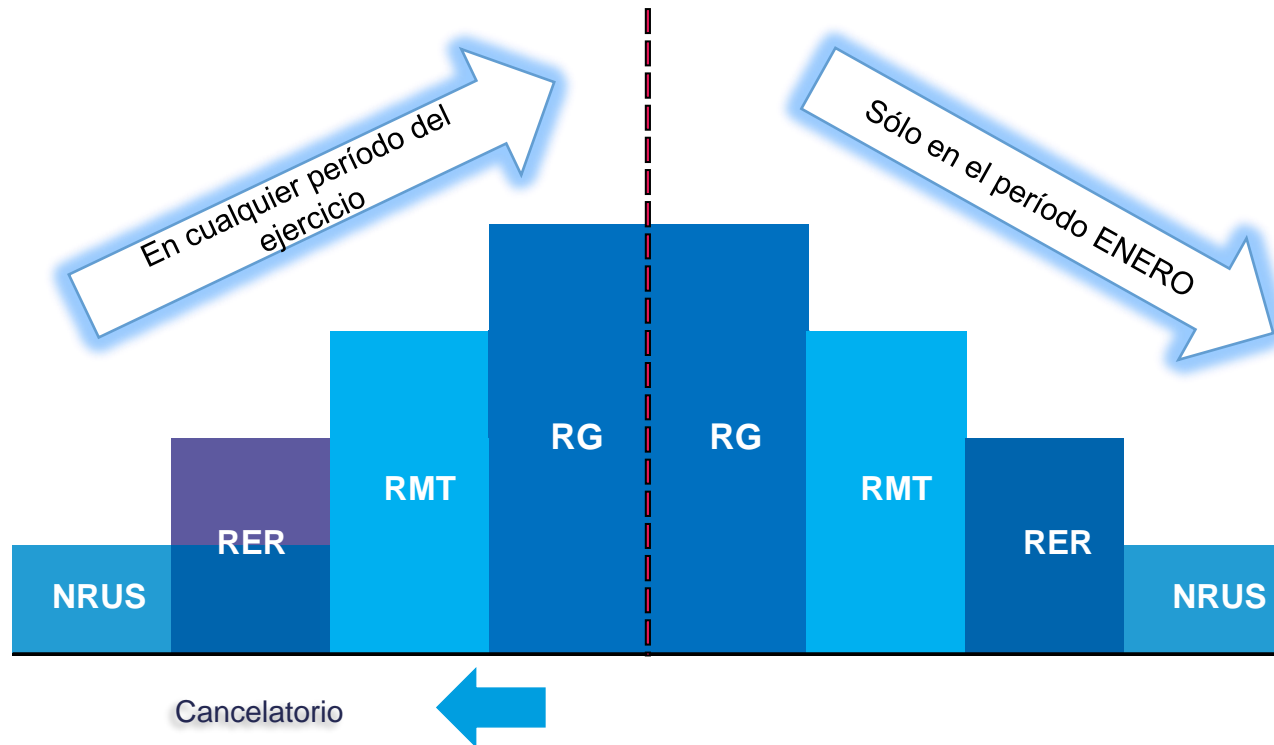 En cualquier período del
ejercicio
Sólo en el período ENERO
RG
RG
RMT
RMT
RER
RER
NRUS
NRUS
Cancelatorio